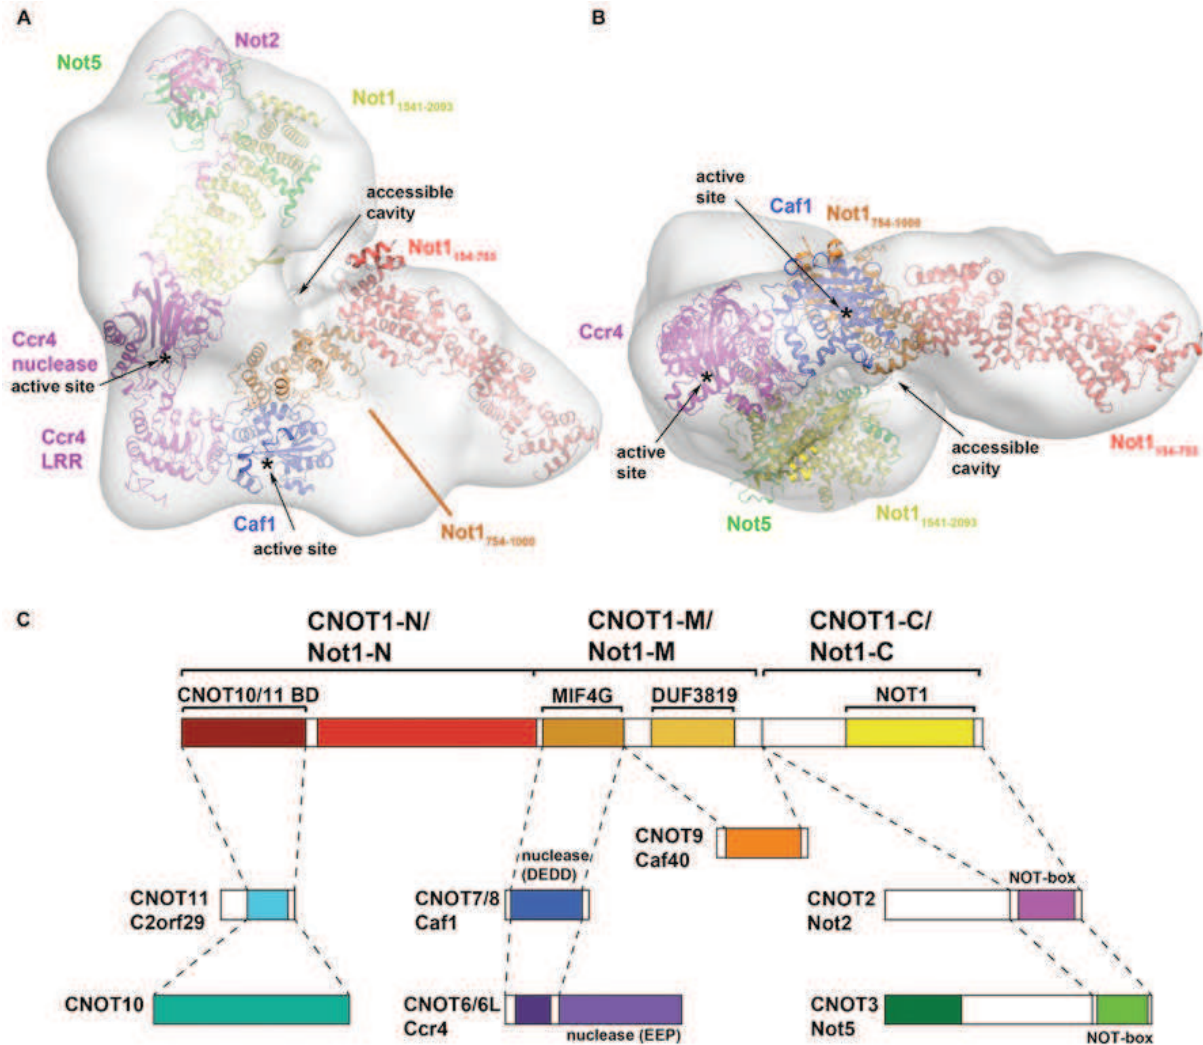 A
Not2
Not5
Not1 1541-2093
accessible
cavity
Not1 154-753
Ccr4
nuclease
active site
*
Ccr4
LRR
*
Caf1
active site
Not1 754-1000
B
active
site
Caf1
Not1 754-1000
*
Ccr4
*
active
site
accessible
cavity
Not1 154-753
Not5
Not1 1541-2093
C
CNOT1-N/
Not1-N
CNOT1-M/
Not1-M
CNOT1-C/
Not1-C
CNOT10/11 BD
MIF4G
DUF3819
NOT1
CNOT9
Caf40
CNOT11
C2orf29
nuclease
(DEDD)
CNOT7/8
Caf1
NOT-box
CNOT2
Not2
CNOT10
CNOT6/6L
Ccr4
nuclease (EEP)
CNOT3
Not5
NOT-box